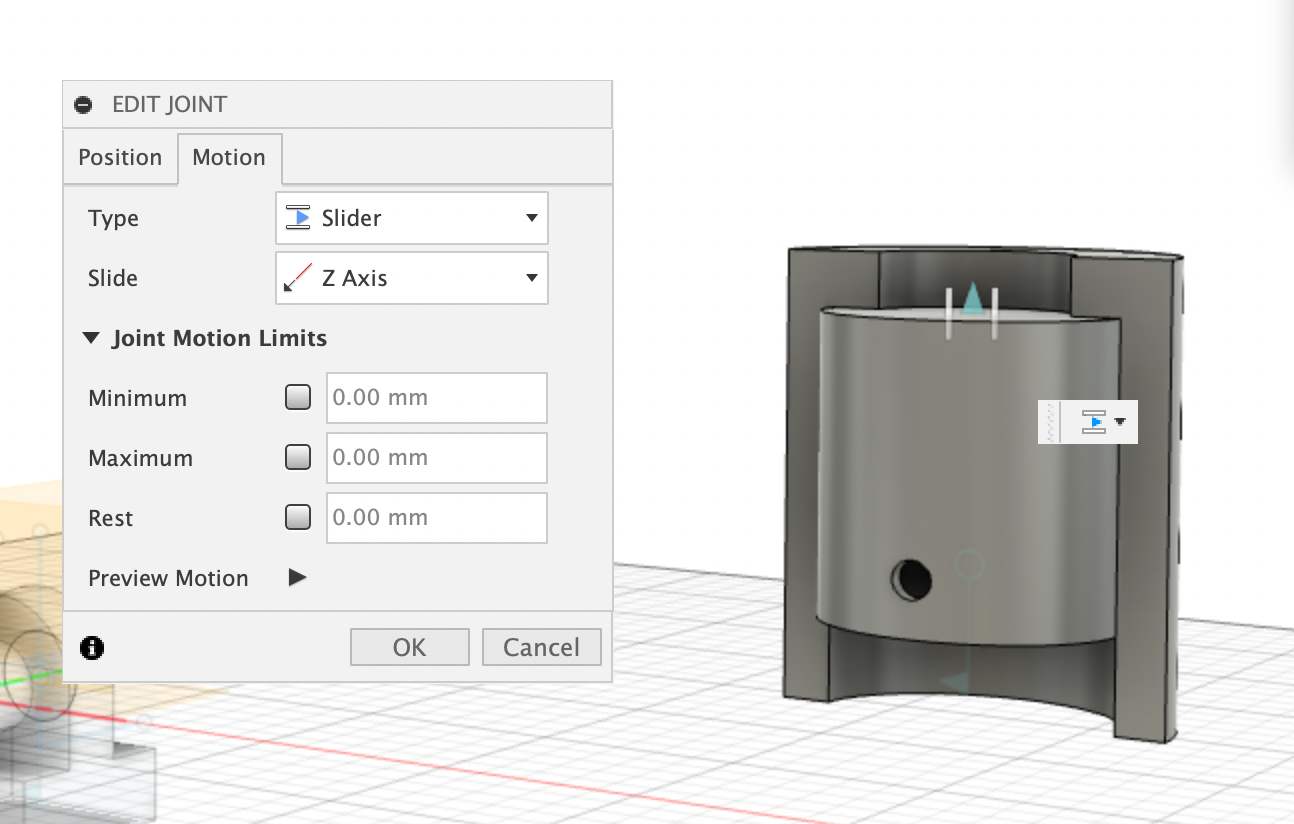 EDIT JOINT
Position Motion
Type Slider
Slide Z Axis
Joint Motion Limits
Minimum 0.00 mm
Maximum 0.00 mm
Rest 0.00 mm
Preview Motion
OK Cancel